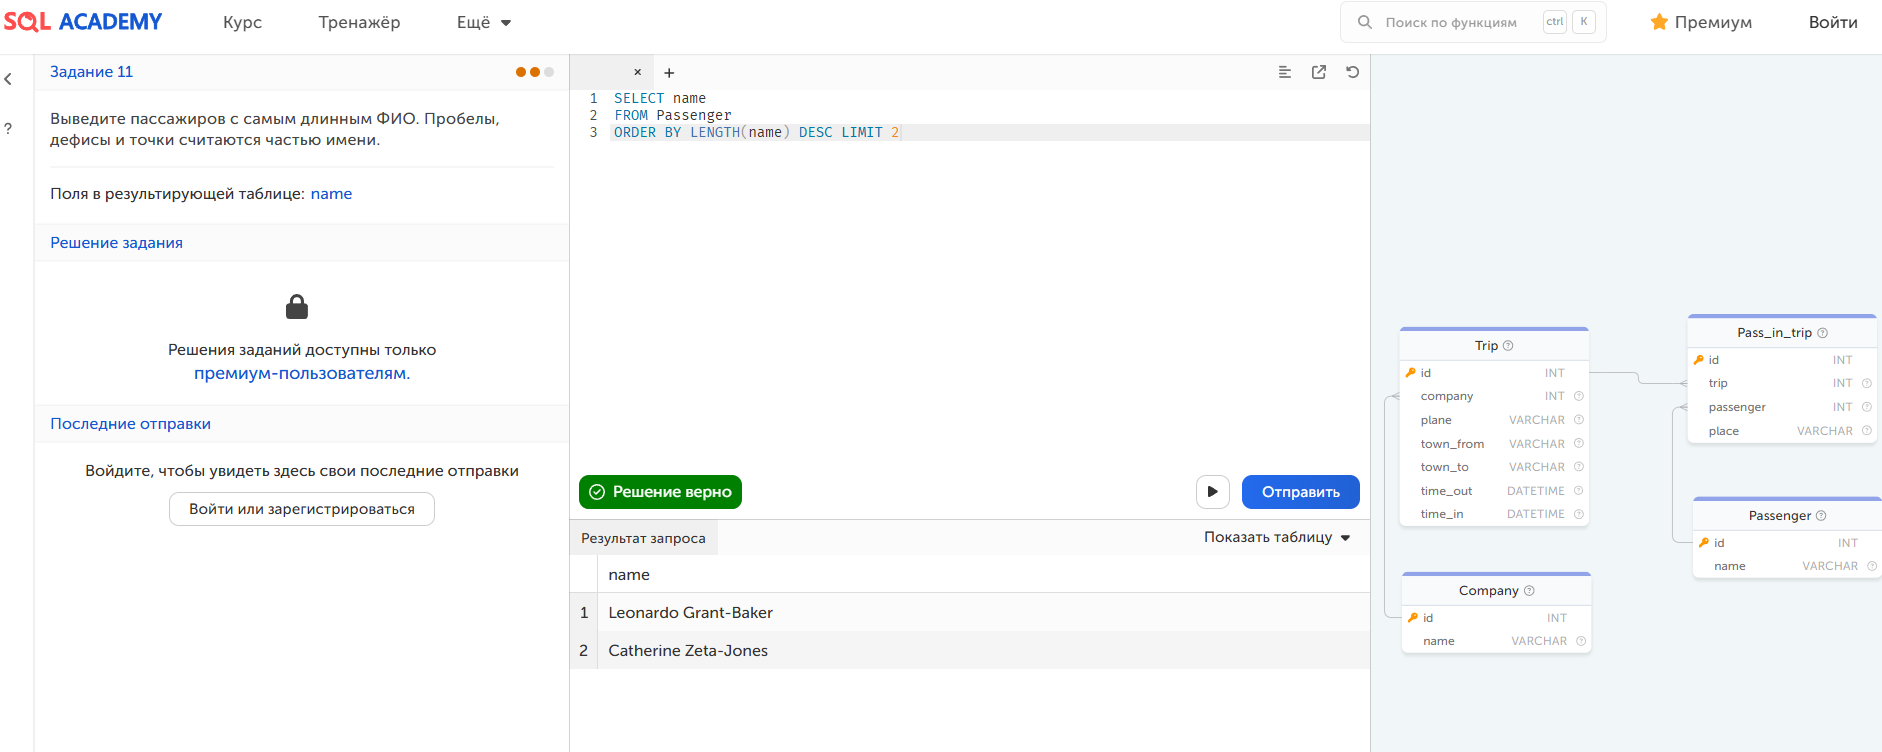 SQL ACADEMY
Курс
Тренажёр
Ещё
Поиск по функциям
ctrl
K
Премиум
Войти
Задание 11
Выведите пассажиров с самым длинным ФИО. Пробелы,
дефисы и точки считаются частью имени.
Поля в результирующей таблице: name
Решение задания
Решения заданий доступны только
премиум-пользователям.
Последние отправки
Войдите, чтобы увидеть здесь свои последние отправки
Войти или зарегистрироваться
?
1 SELECT name
2 FROM Passenger
3 ORDER BY LENGTH(name) DESC LIMIT 2
Решение верно
Отправить
Результат запроса
Показать таблицу
name
1 Leonardo Grant-Baker
2 Catherine Zeta-Jones
Trip
id INT
company INT
plane VARCHAR
town_from VARCHAR
town_to VARCHAR
time_out DATETIME
time_in DATETIME
Company
id INT
name VARCHAR
Pass_in_trip
id INT
trip INT
passenger INT
place VARCHAR
Passenger
id INT
name VARCHAR